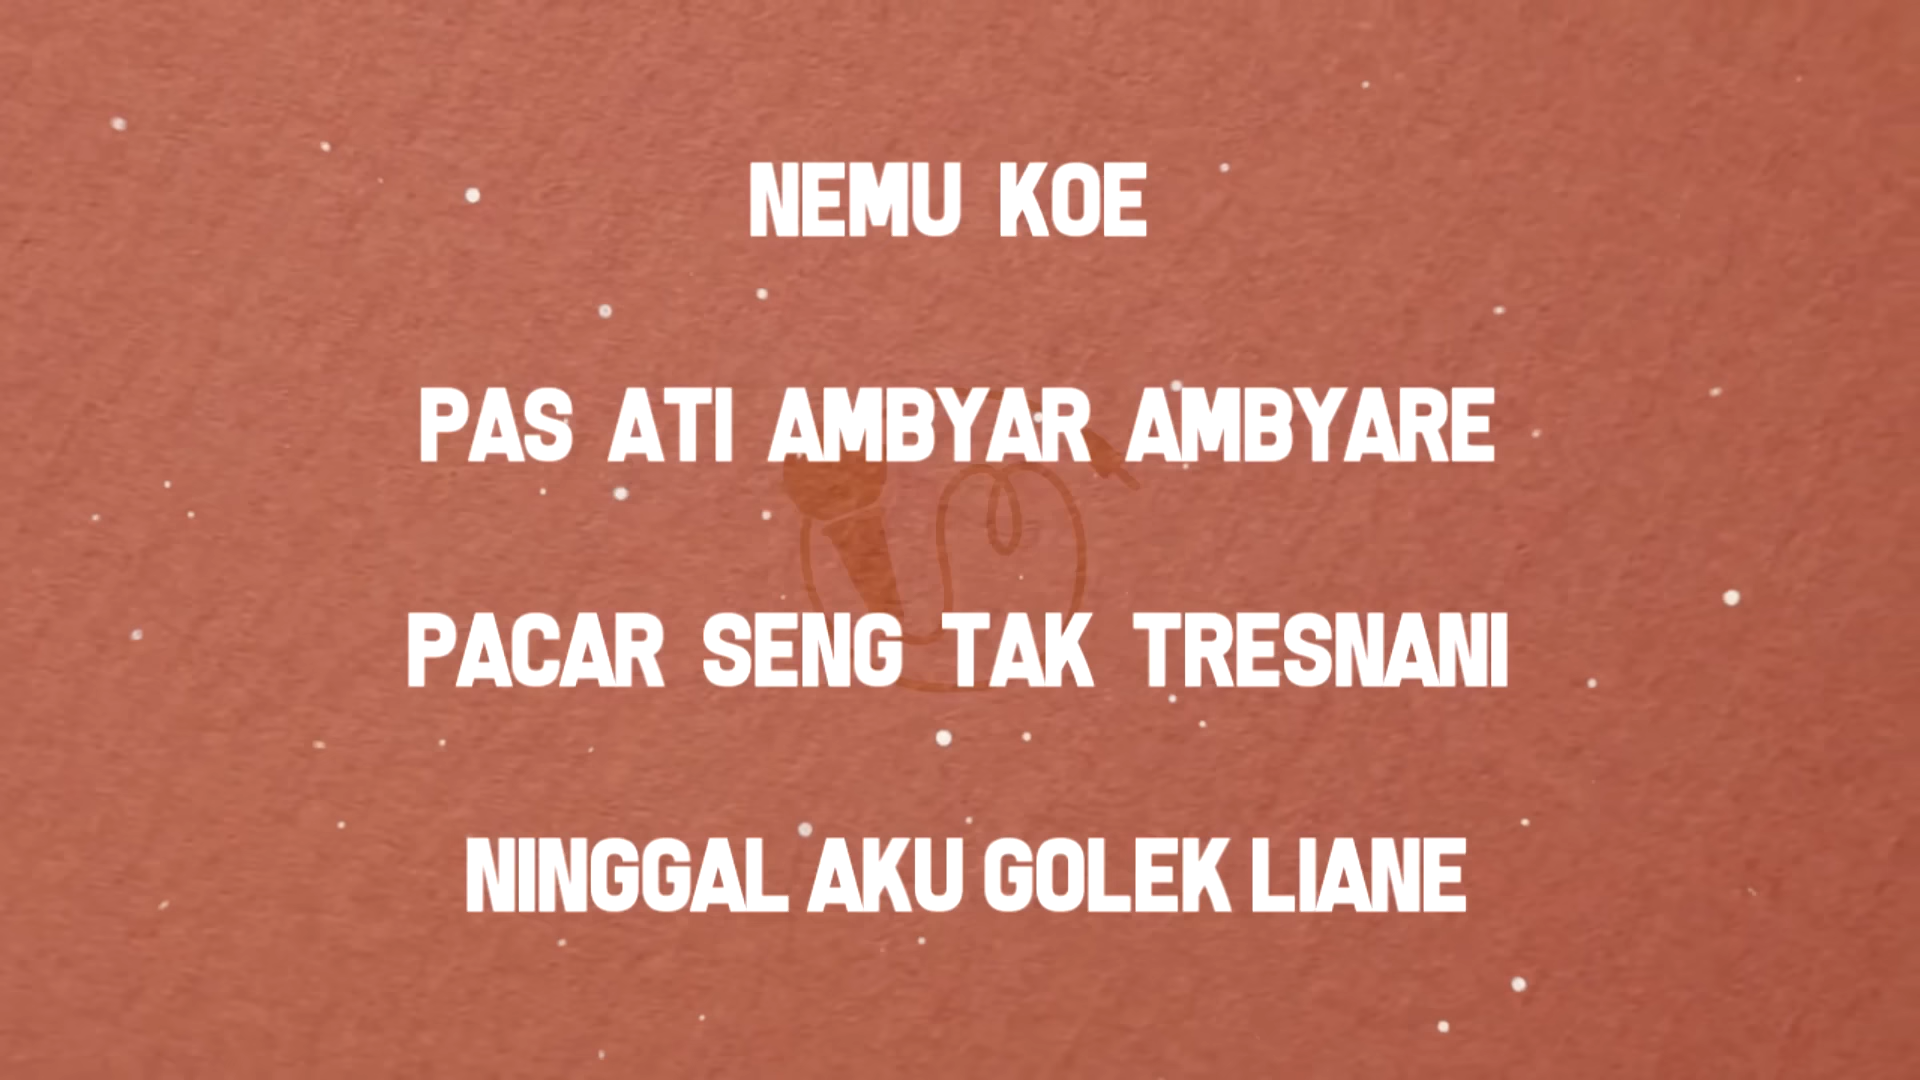 NEMU KOE
PAS ATI AMBYAR AMBYARE
PACAR SENG TAK TRESNANI
NINGGAL AKU GOLEK LIANE